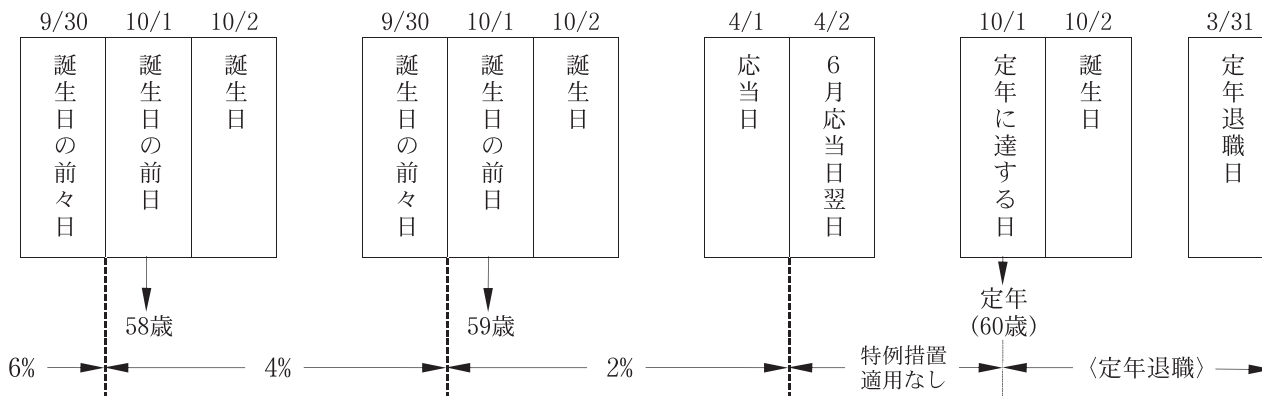 9/30 10/1 10/2 9/30 10/1 10/2 4/1 4/2 10/1 10/2 3/31
誕生日の前々日
誕生日の前日
誕生日
誕生日の前々日
誕生日の前日
誕生日
応当日
6月応当日翌日
定年に達する日
誕生日
定年退職日
58歳
59歳
定年
(60歳)
6%
4%
2%
特例措置
適用なし
〈定年退職〉